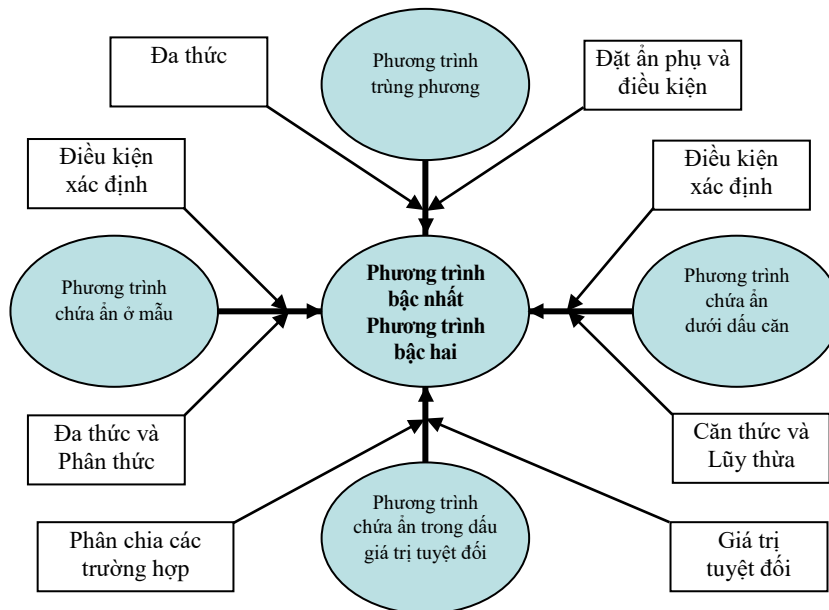 Đa thức
Phương trình
trùng phương
Đặt ẩn phụ và
điều kiện
Điều kiện
xác định
Điều kiện
xác định
Phương trình
chứa ẩn ở mẫu
Phương trình
bậc nhất
Phương trình
bậc hai
Phương trình
chứa ẩn
dưới dấu căn
Đa thức và
Phân thức
Căn thức và
Lũy thừa
Phân chia các
trường hợp
Phương trình
chứa ẩn trong dấu
giá trị tuyệt đối
Giá trị
tuyệt đối